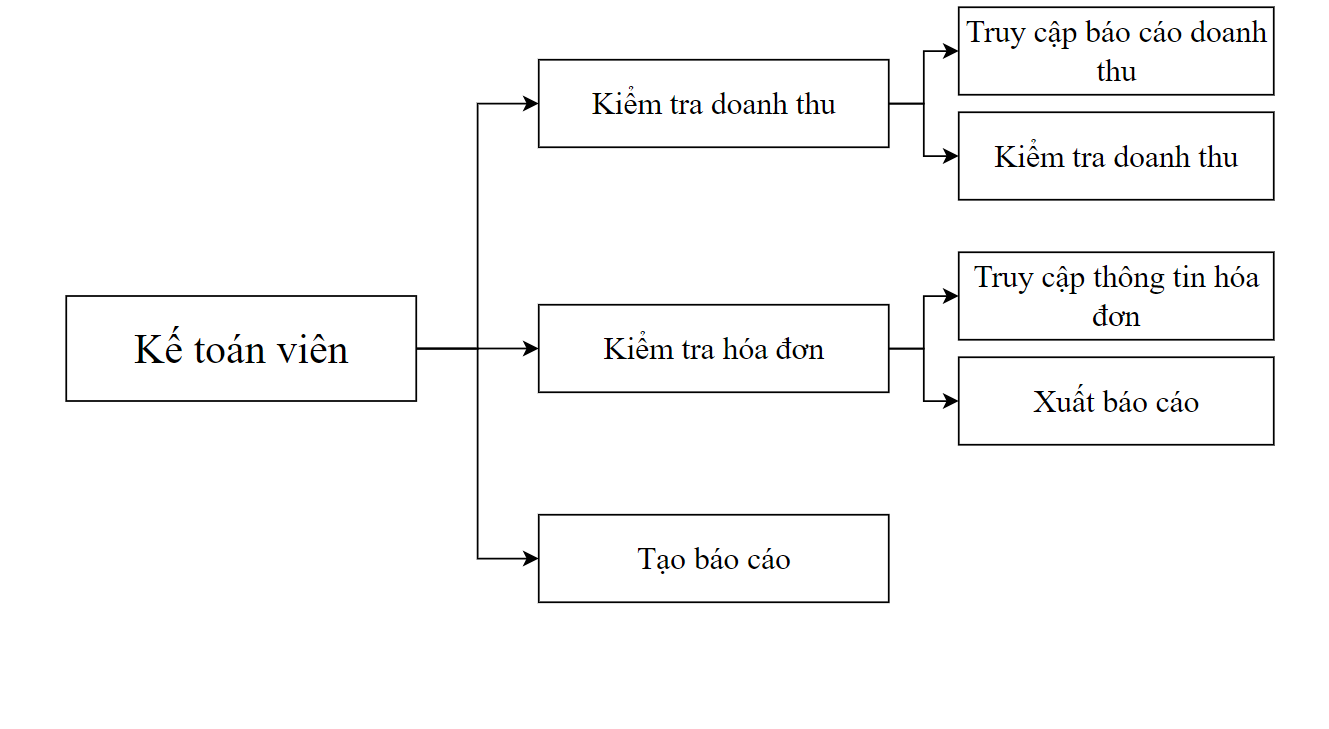 Truy cập báo cáo doanh
thu
Kiểm tra doanh thu
Kiểm tra doanh thu
Truy cập thông tin hóa
đơn
Kế toán viên
Kiểm tra hóa đơn
Xuất báo cáo
Tạo báo cáo